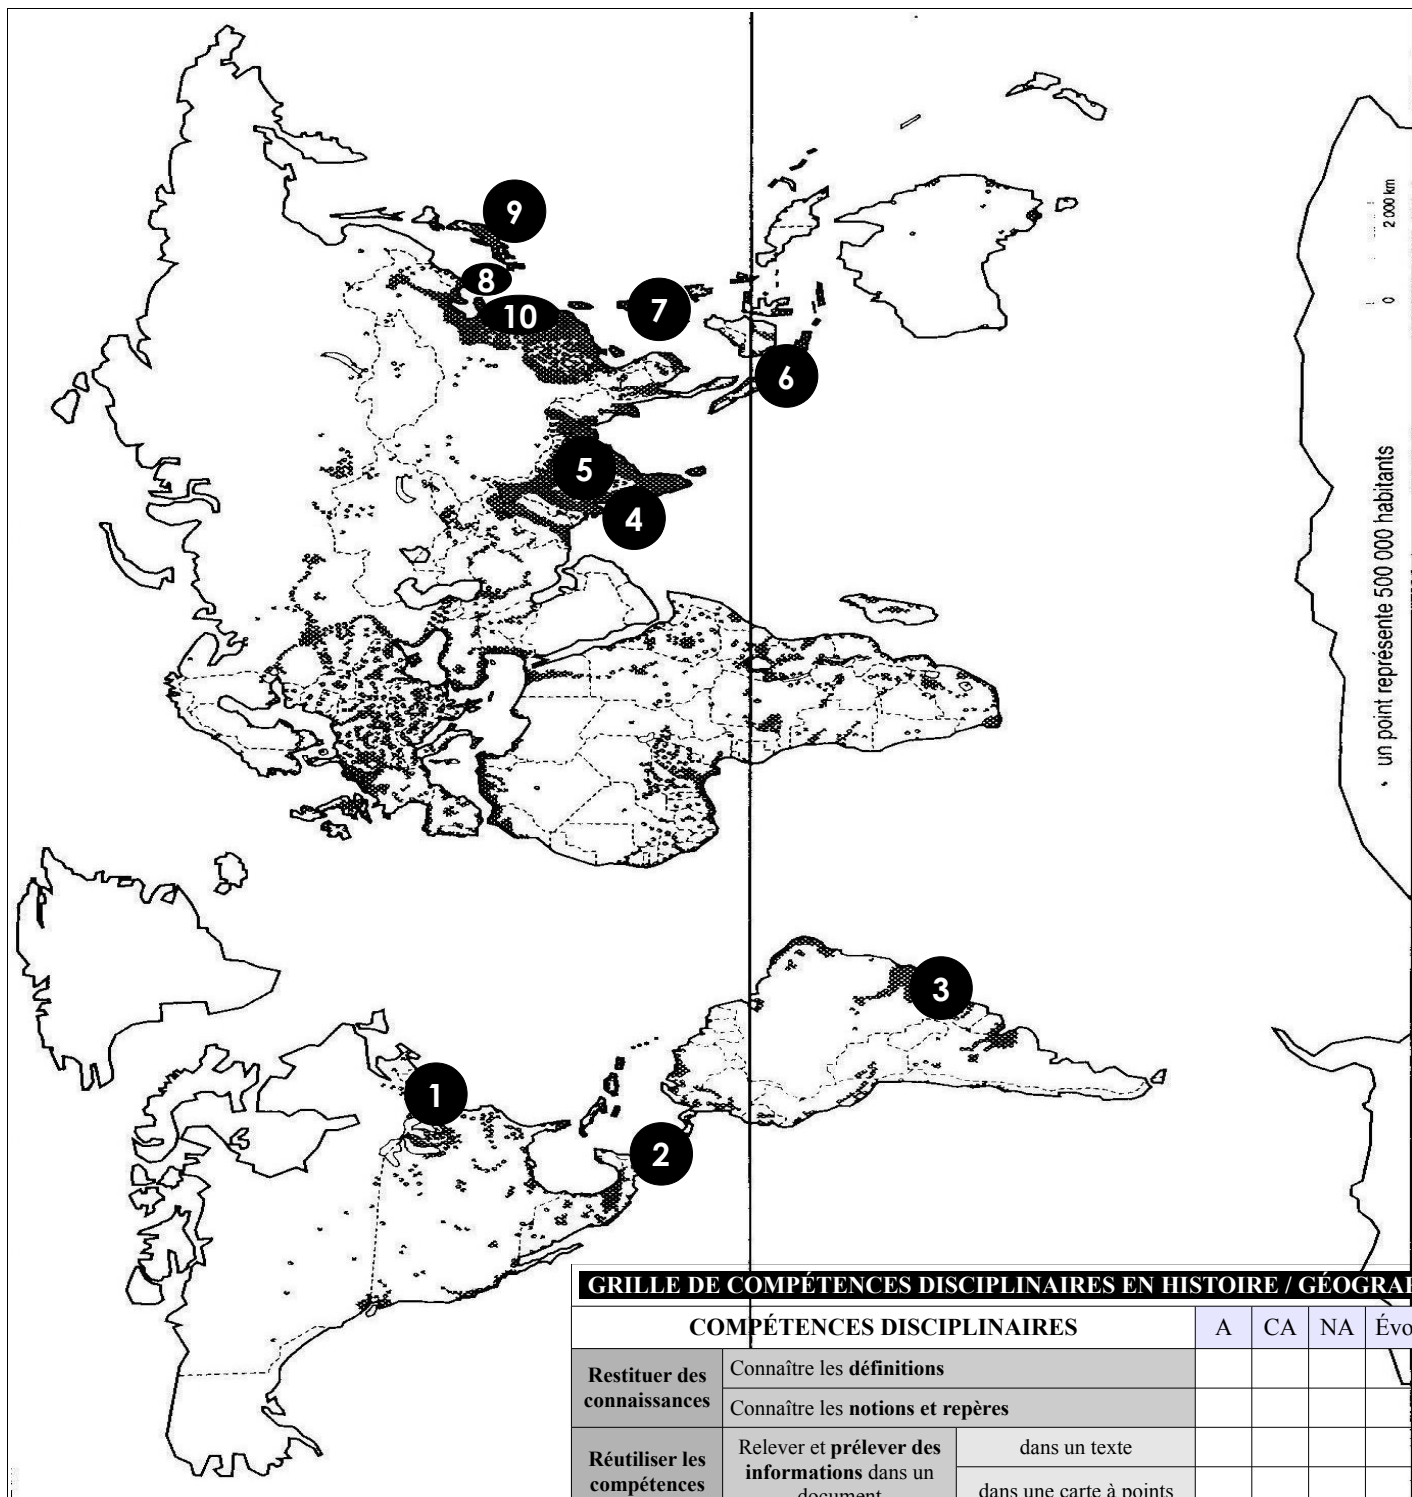 9
8
10
7
6
5
4
3
1
2
0
2 000 km
un point représente 500 000 habitants
GRILLE DE COMPÉTENCES DISCIPLINAIRES EN HISTOIRE /
COMPÉTENCES DISCIPLINAIRES
A
CA
NA
Évo
Restituer des
connaissances
Connaître les définitions
Connaître les notions et repères
Réutiliser les
compétences
Relever et prélever des
informations dans un
document
dans un texte
dans une carte à points